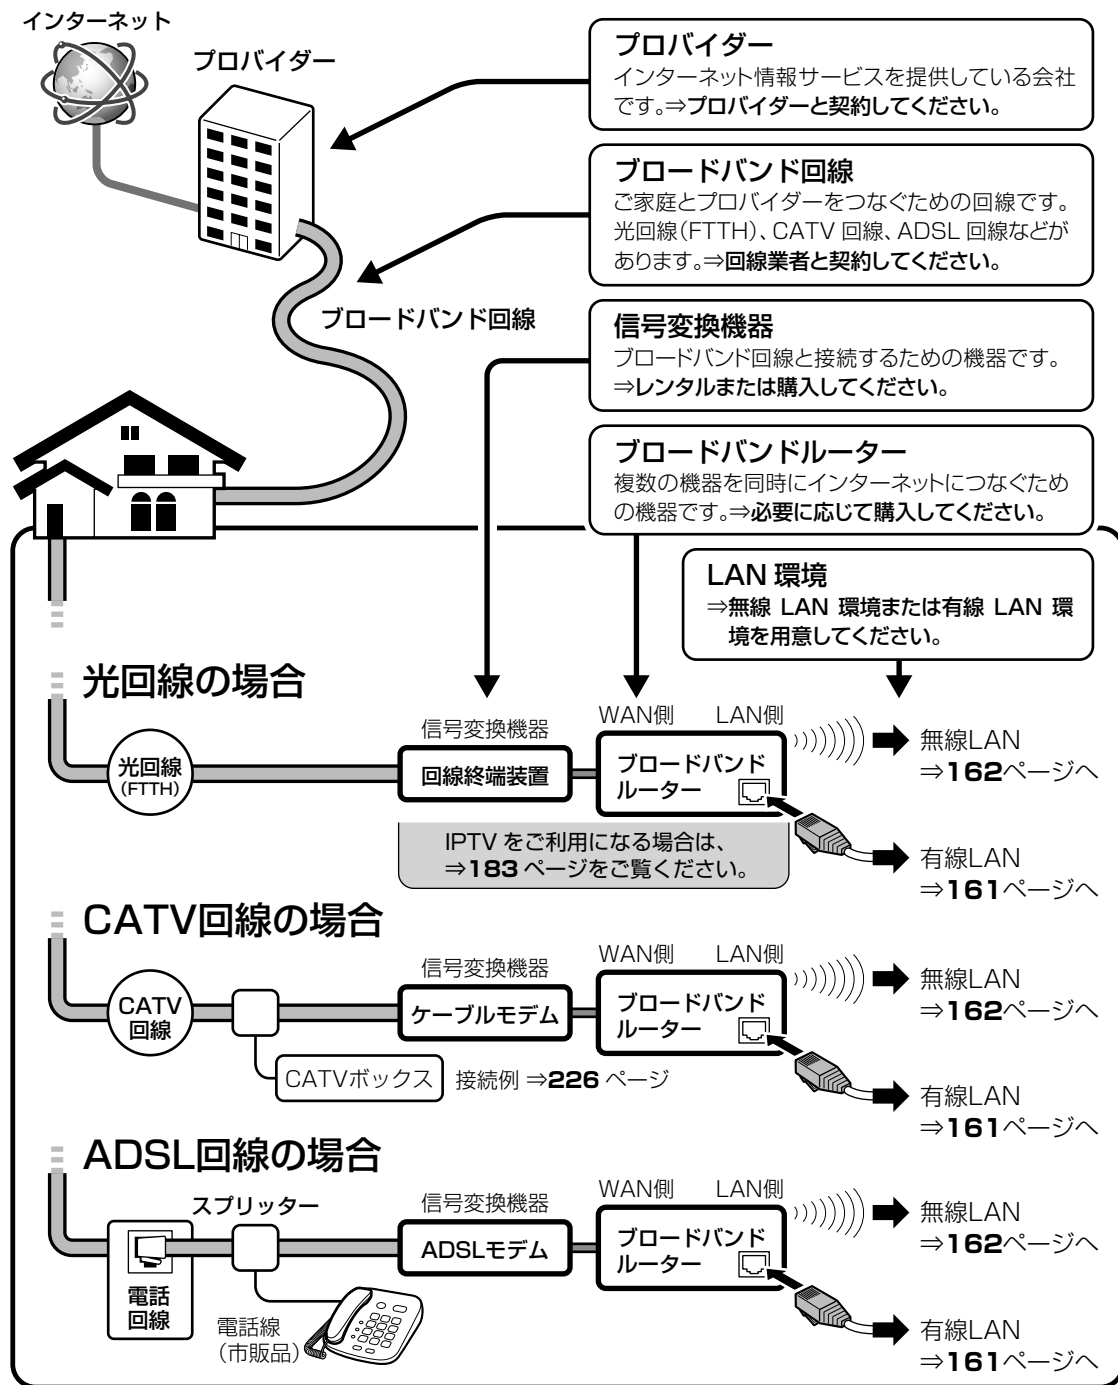 インターネット
プロバイダー
プロバイダー
インターネット情報サービスを提供している会社
です。⇒プロバイダーと契約してください。
ブロードバンド回線
ご家庭とプロバイダーをつなぐための回線です。
光回線(FTTH)、CATV 回線、ADSL 回線などが
あります。⇒回線業者と契約してください。
ブロードバンド回線
信号変換機器
ブロードバンド回線と接続するための機器です。
⇒レンタルまたは購入してください。
ブロードバンドルーター
複数の機器を同時にインターネットにつなぐため
の機器です。⇒必要に応じて購入してください。
LAN 環境
⇒無線 LAN 環境または有線 LAN 環
境を用意してください。
光回線の場合
光回線
(FTTH)
信号変換機器
回線終端装置
WAN側
LAN側
ブロードバンド
ルーター
無線LAN
⇒162ページへ
IPTV をご利用になる場合は、
⇒183 ページをご覧ください。
有線LAN
⇒161ページへ
CATV回線の場合
CATV
回線
信号変換機器
ケーブルモデム
WAN側
LAN側
ブロードバンド
ルーター
無線LAN
⇒162ページへ
CATVボックス
接続例 ⇒226 ページ
有線LAN
⇒161ページへ
ADSL回線の場合
スプリッター
電話
回線
電話線
(市販品)
信号変換機器
ADSLモデム
WAN側
LAN側
ブロードバンド
ルーター
無線LAN
⇒162ページへ
有線LAN
⇒161ページへ